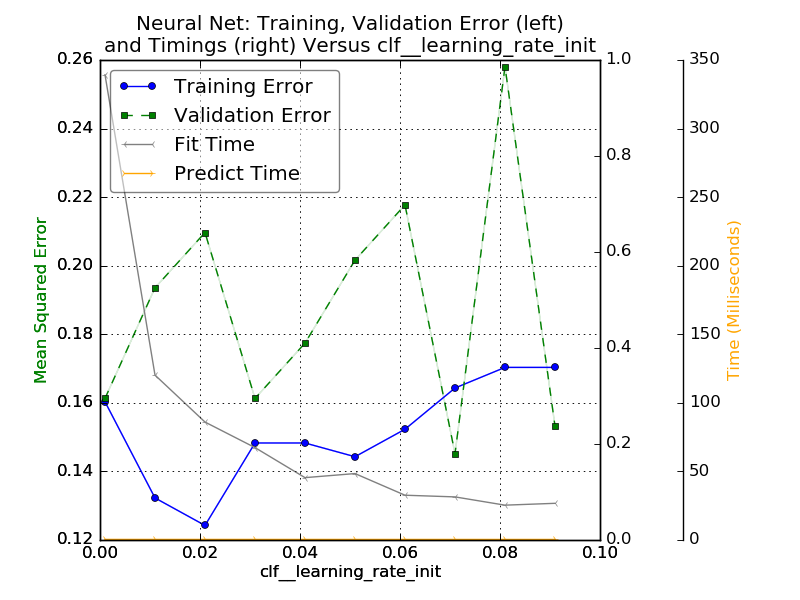 Neural Net: Training, Validation Error (left)
and Timings (right) Versus clf__learning_rate_init
Training Error
Validation Error
Fit Time
Predict Time
Mean Squared Error
0.26
0.24
0.22
0.20
0.18
0.16
0.14
0.12
0.00 0.02 0.04 0.06 0.08 0.10
clf__learning_rate_init
1.0
0.8
0.6
0.4
0.2
0.0
350
300
250
200
150
100
50
0
Time (Milliseconds)